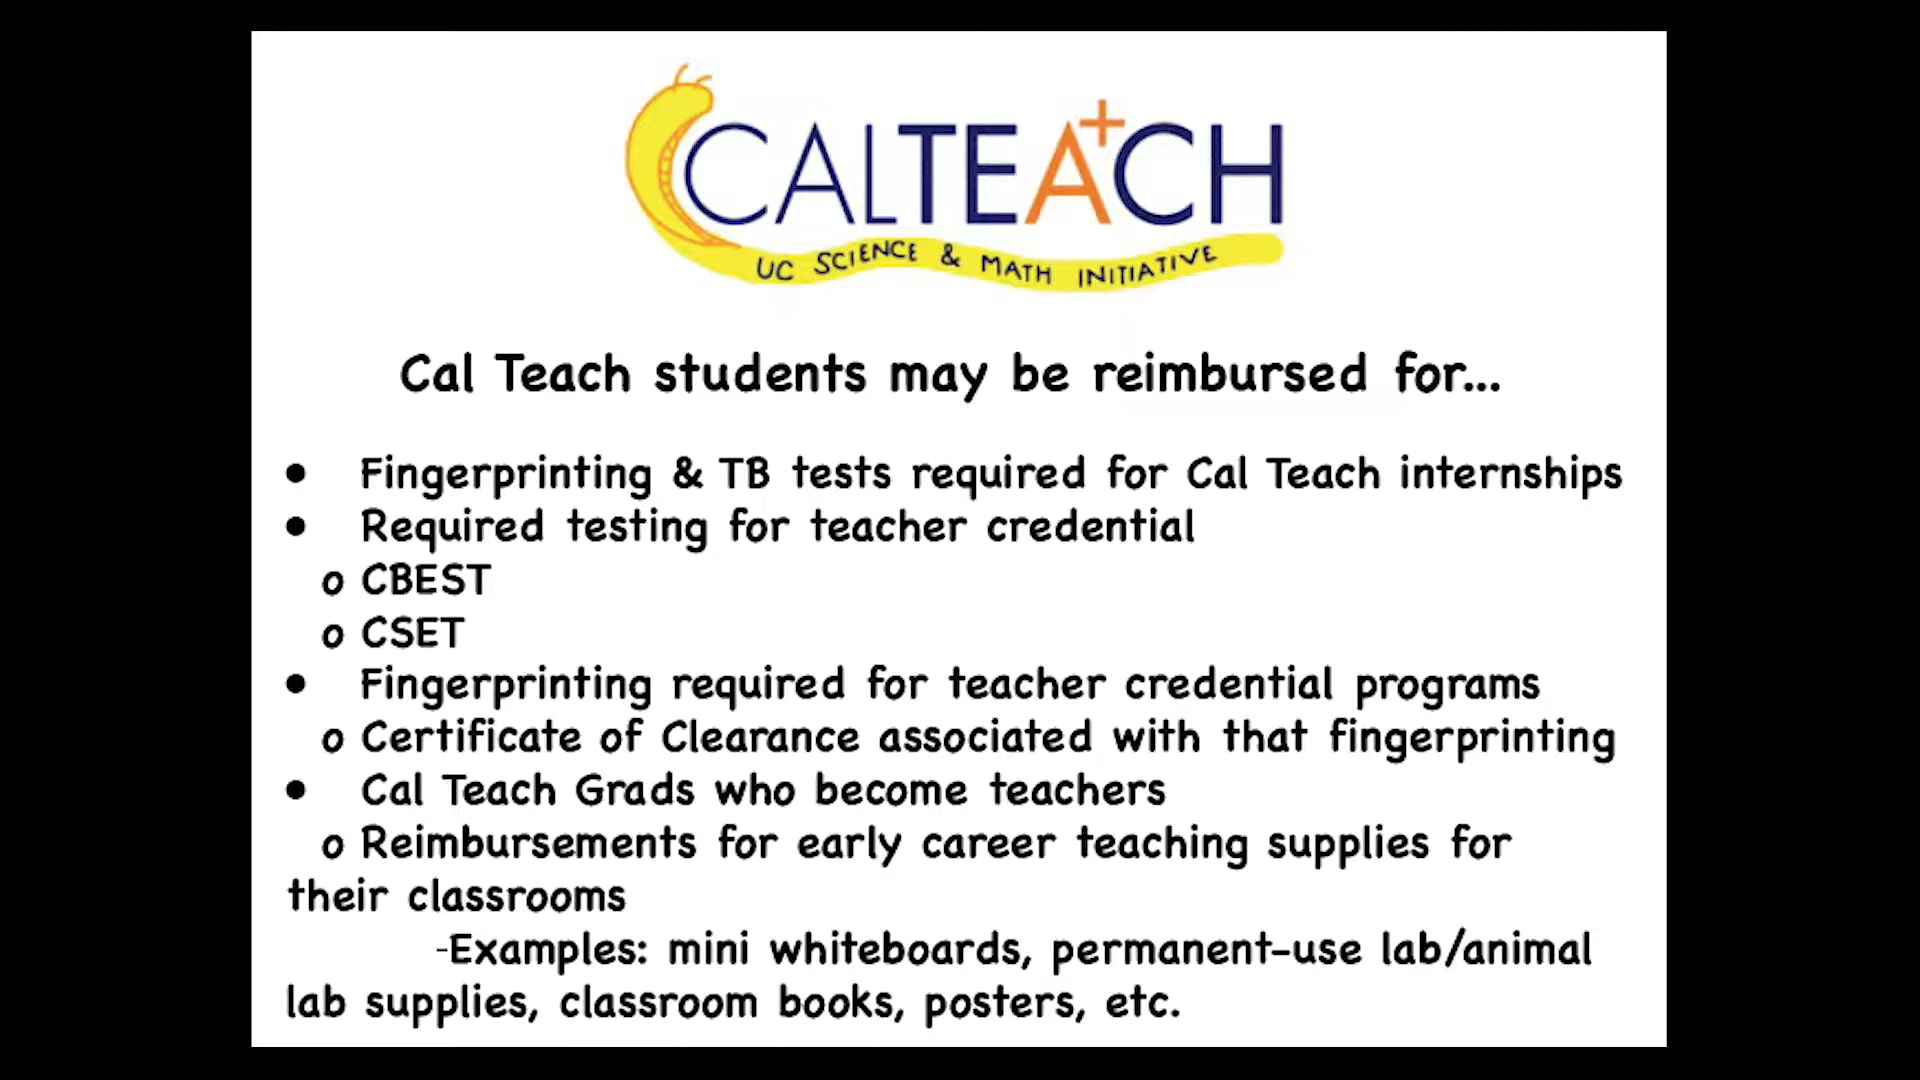 CALTEA+CH
UC SCIENCE & MATH INITIATIVE
Cal Teach students may be reimbursed for...
• Fingerprinting & TB tests required for Cal Teach internships
• Required testing for teacher credential
o CBEST
o CSET
• Fingerprinting required for teacher credential programs
o Certificate of Clearance associated with that fingerprinting
• Cal Teach Grads who become teachers
o Reimbursements for early career teaching supplies for
their classrooms
-Examples: mini whiteboards, permanent-use lab/animal
lab supplies, classroom books, posters, etc.